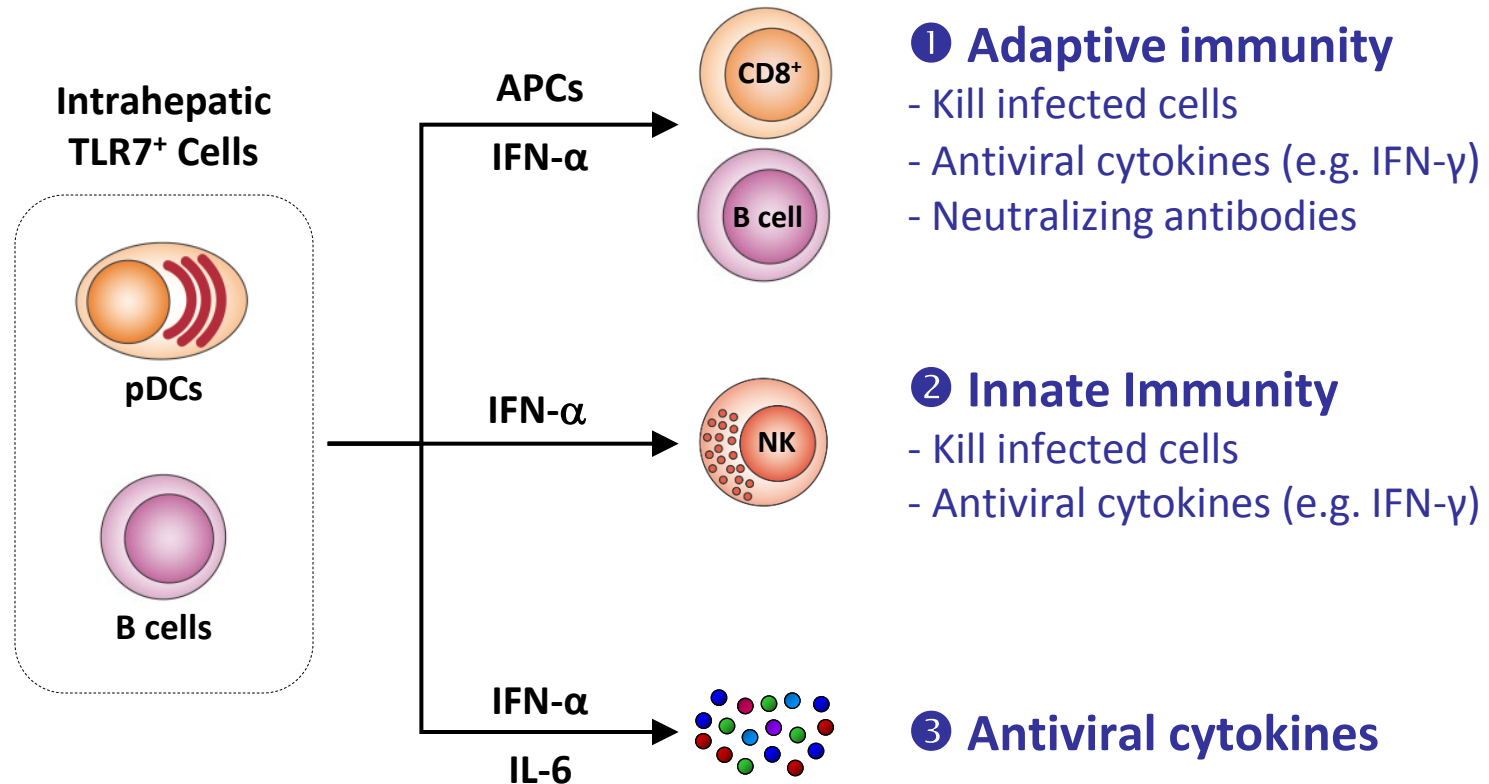 Intrahepatic
TLR7⁺ Cells
pDCs
B cells
APCs
IFN-α
CD8⁺
B cell
❶ Adaptive immunity
- Kill infected cells
- Antiviral cytokines (e.g. IFN-γ)
- Neutralizing antibodies
IFN-α
NK
❷ Innate Immunity
- Kill infected cells
- Antiviral cytokines (e.g. IFN-γ)
IFN-α
IL-6
❸ Antiviral cytokines